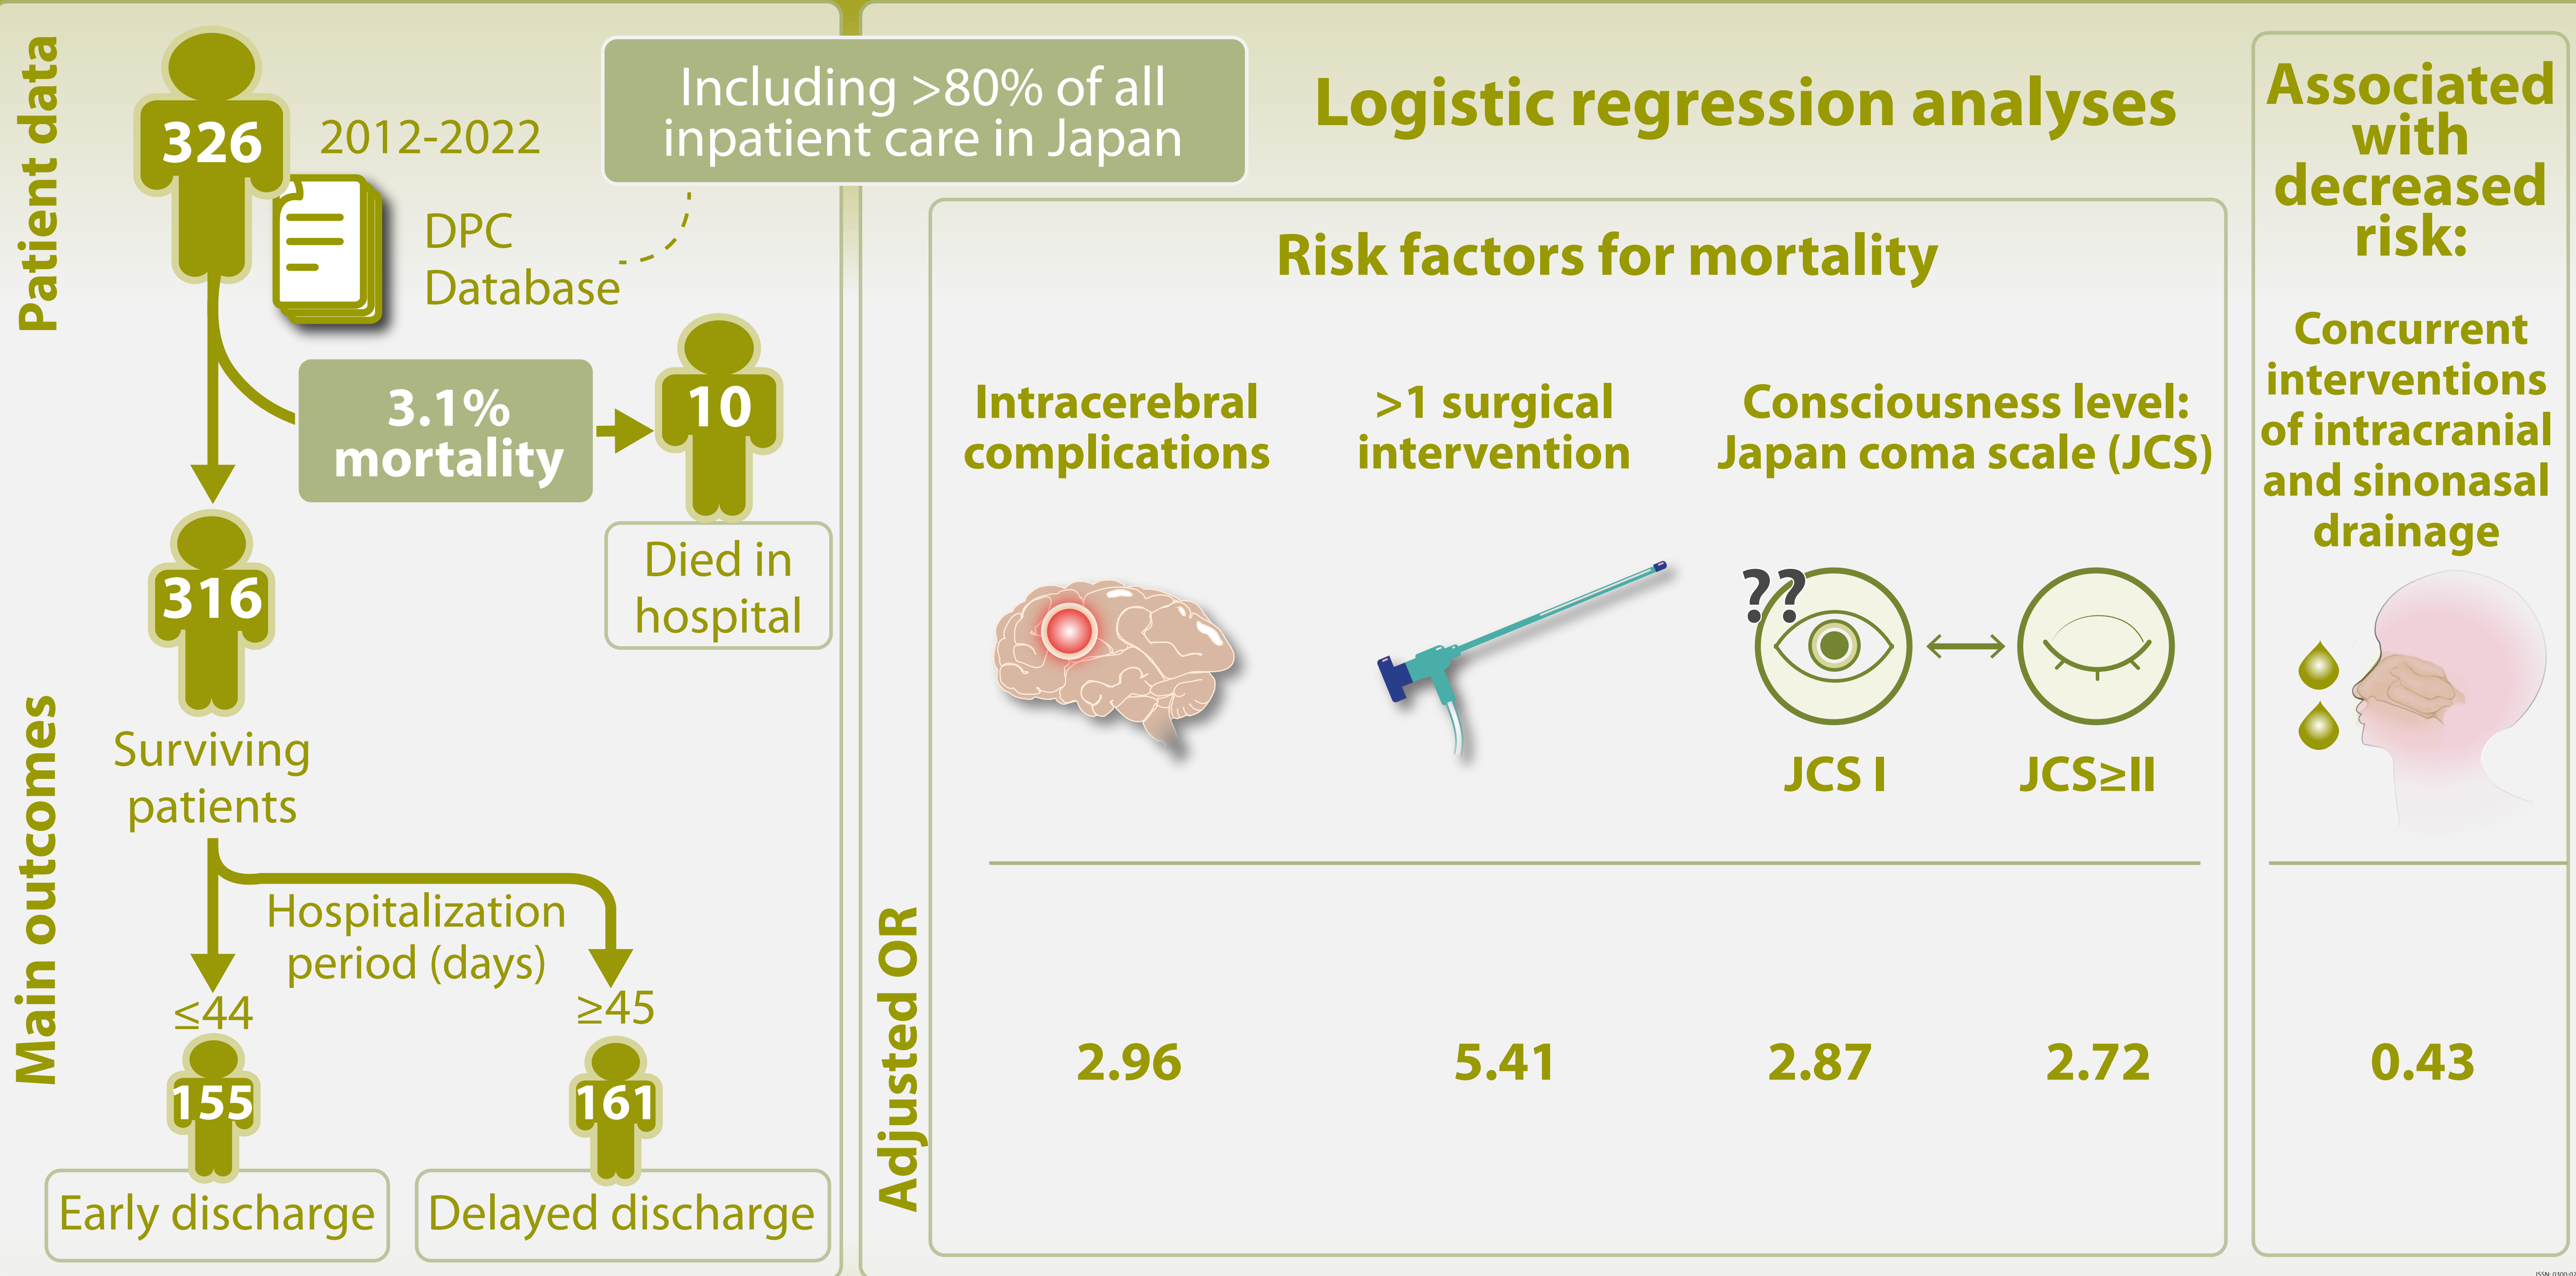 Patient data
326
2012-2022
DPC
Database
Including >80% of all
inpatient care in Japan
3.1%
mortality
10
Died in
hospital
Main outcomes
316
Surviving
patients
Hospitalization
period (days)
≤44
≥45
155
161
Early discharge
Delayed discharge
Logistic regression analyses
Risk factors for mortality
Intracerebral
complications
>1 surgical
intervention
Consciousness level:
Japan coma scale (JCS)
??
JCS I
JCS≥II
Adjusted OR
2.96
5.41
2.87
2.72
Associated
with
decreased
risk:
Concurrent
interventions
of intracranial
and sinonasal
drainage
0.43